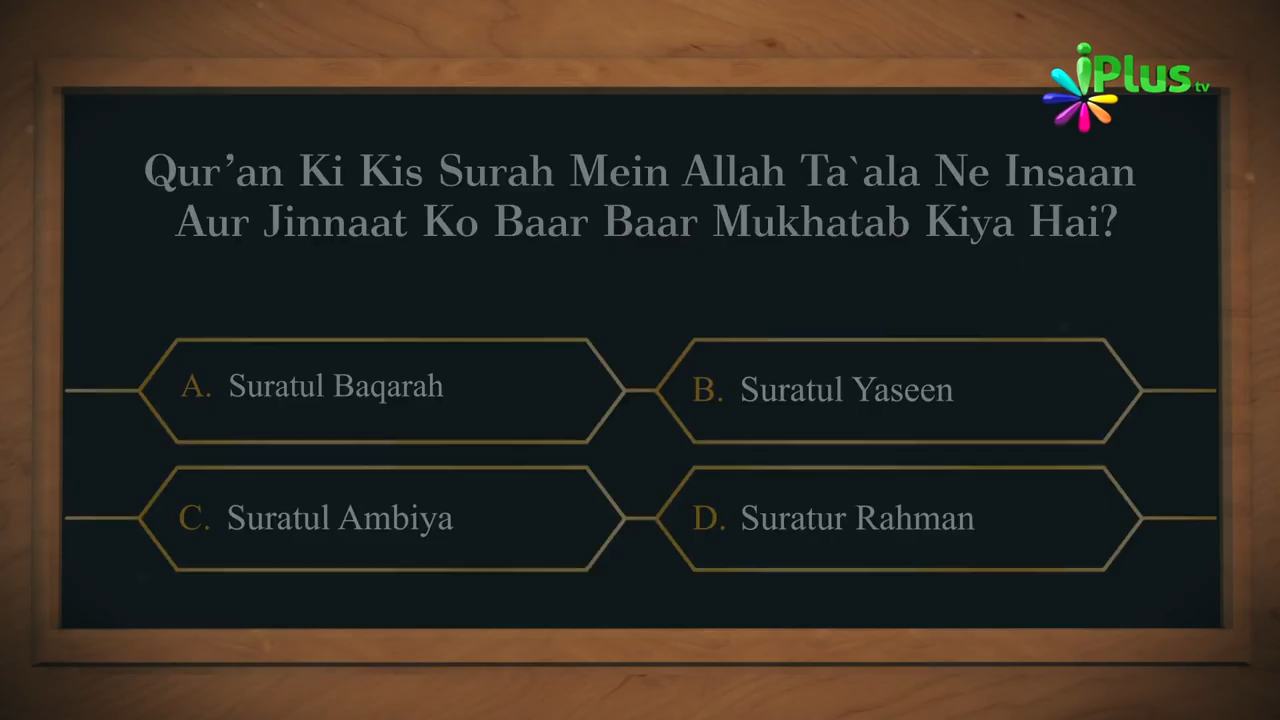 iPlus tv
Qur’an Ki Kis Surah Mein Allah Ta`ala Ne Insaan
Aur Jinnaat Ko Baar Baar Mukhatab Kiya Hai?
A. Suratul Baqarah
B. Suratul Yaseen
C. Suratul Ambiya
D. Suratur Rahman